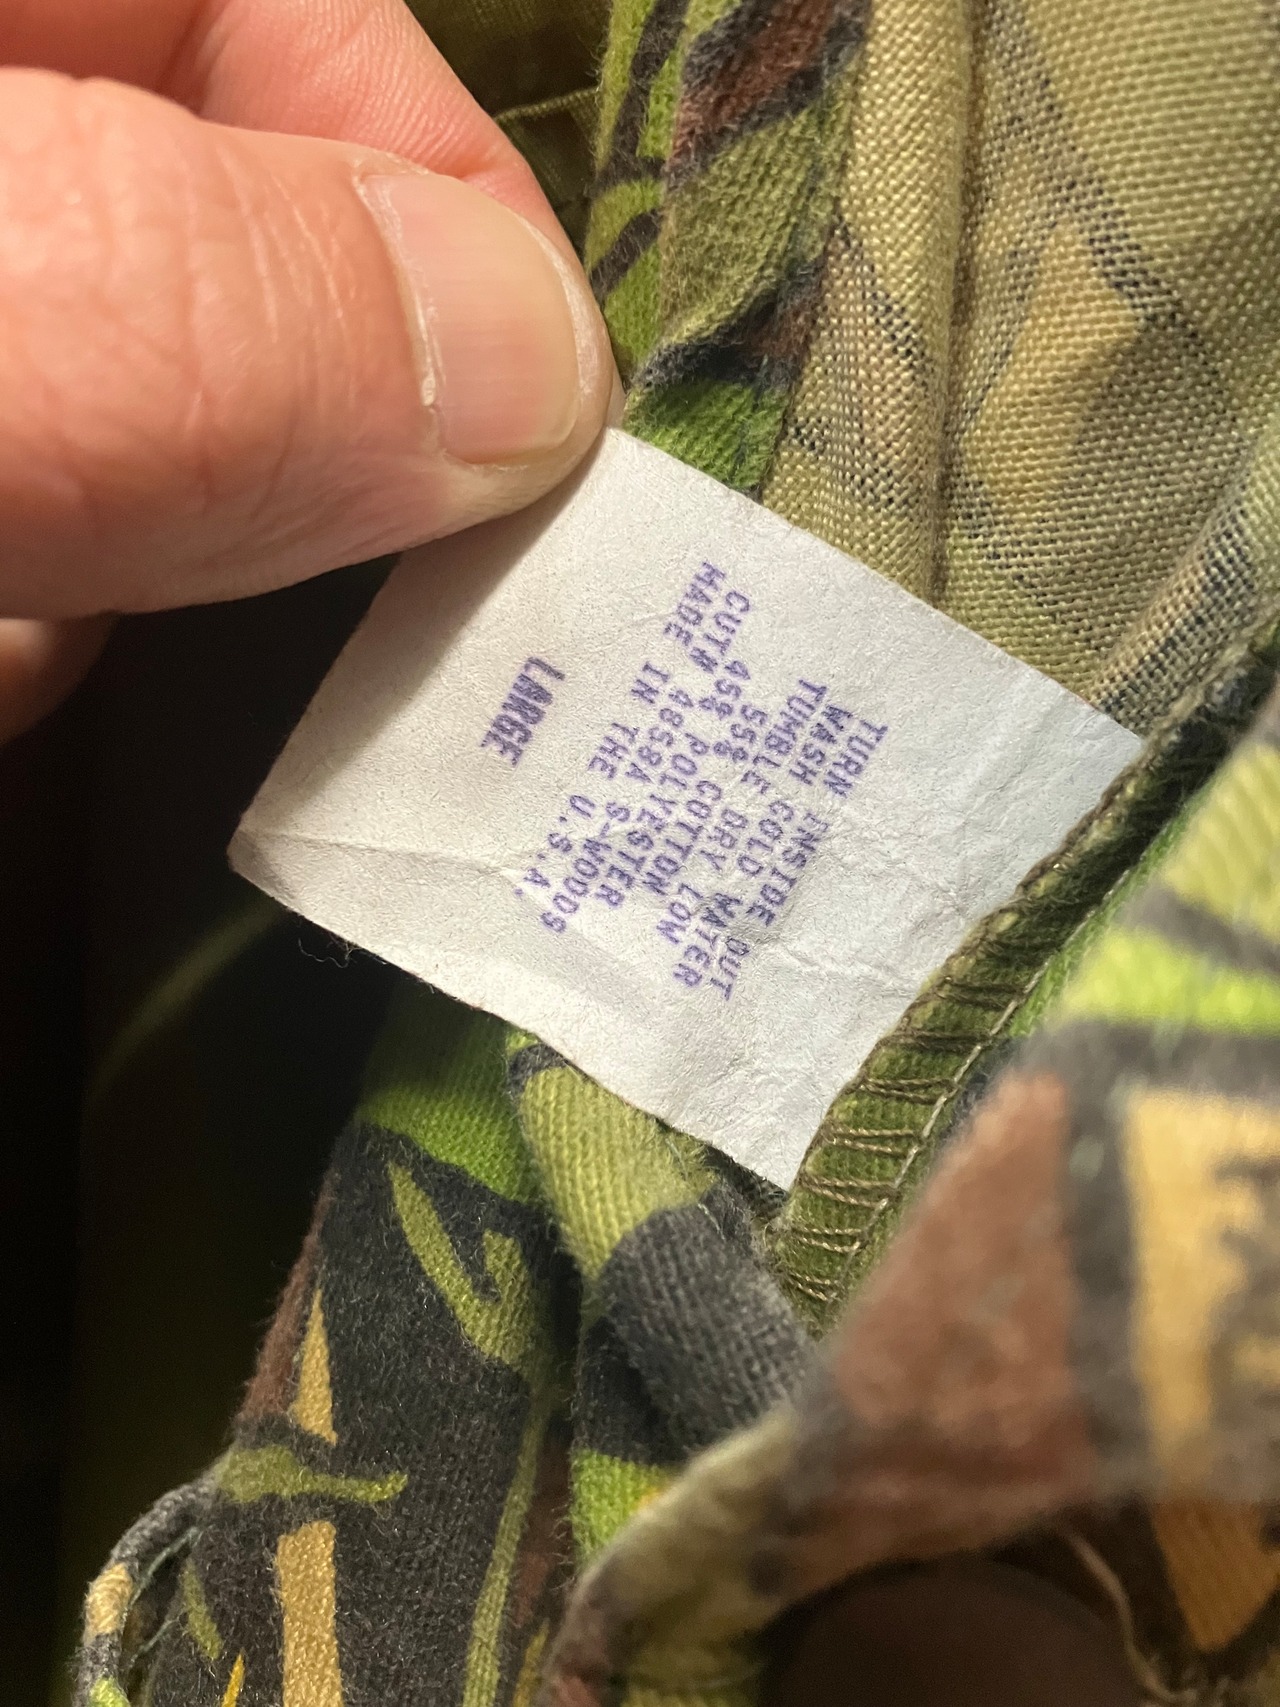 TURN INSIDE OUT
WASH COLD WATER
TUMBLE DRY LOW
55% COTTON
45% POLYESTER
CUT# 4858A S-WOODS
MADE IN THE U.S.A.
LARGE